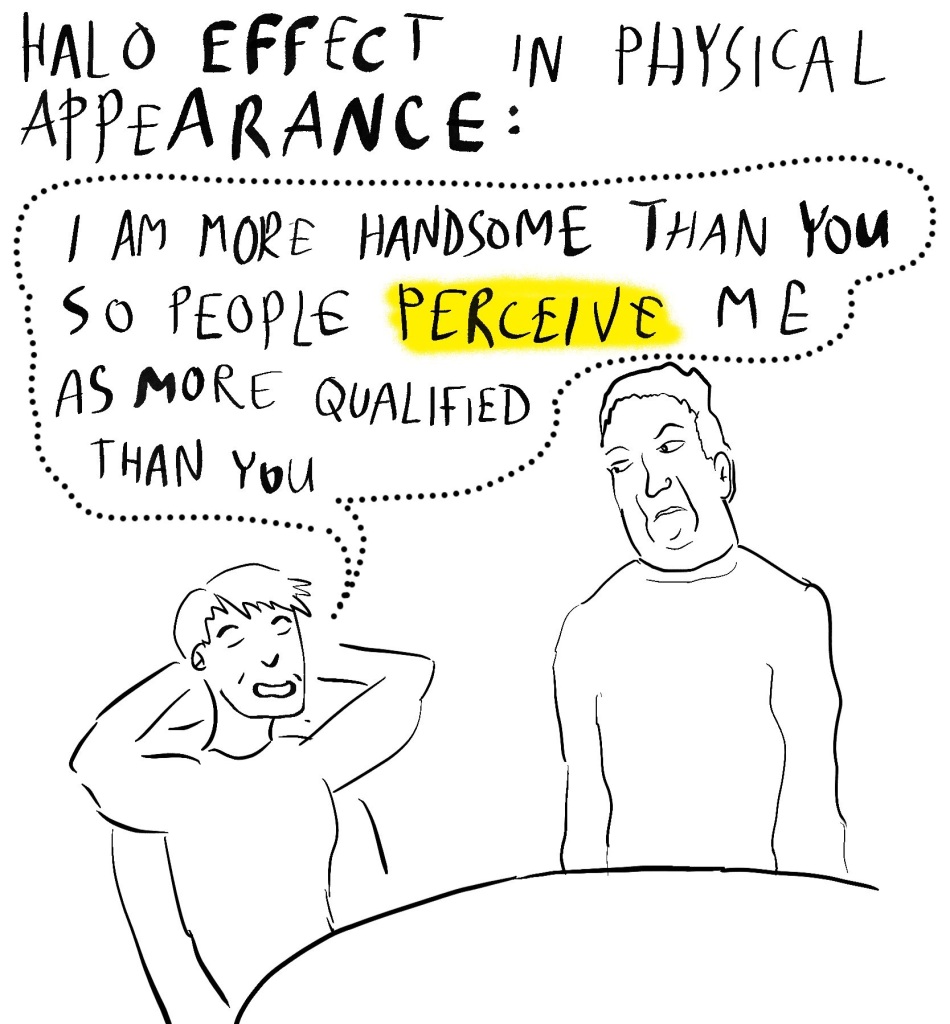 HALO EFFECT IN PHYSICAL
APPEARANCE:
I AM MORE HANDSOME THAN YOU
SO PEOPLE PERCEIVE ME
AS MORE QUALIFIED
THAN YOU